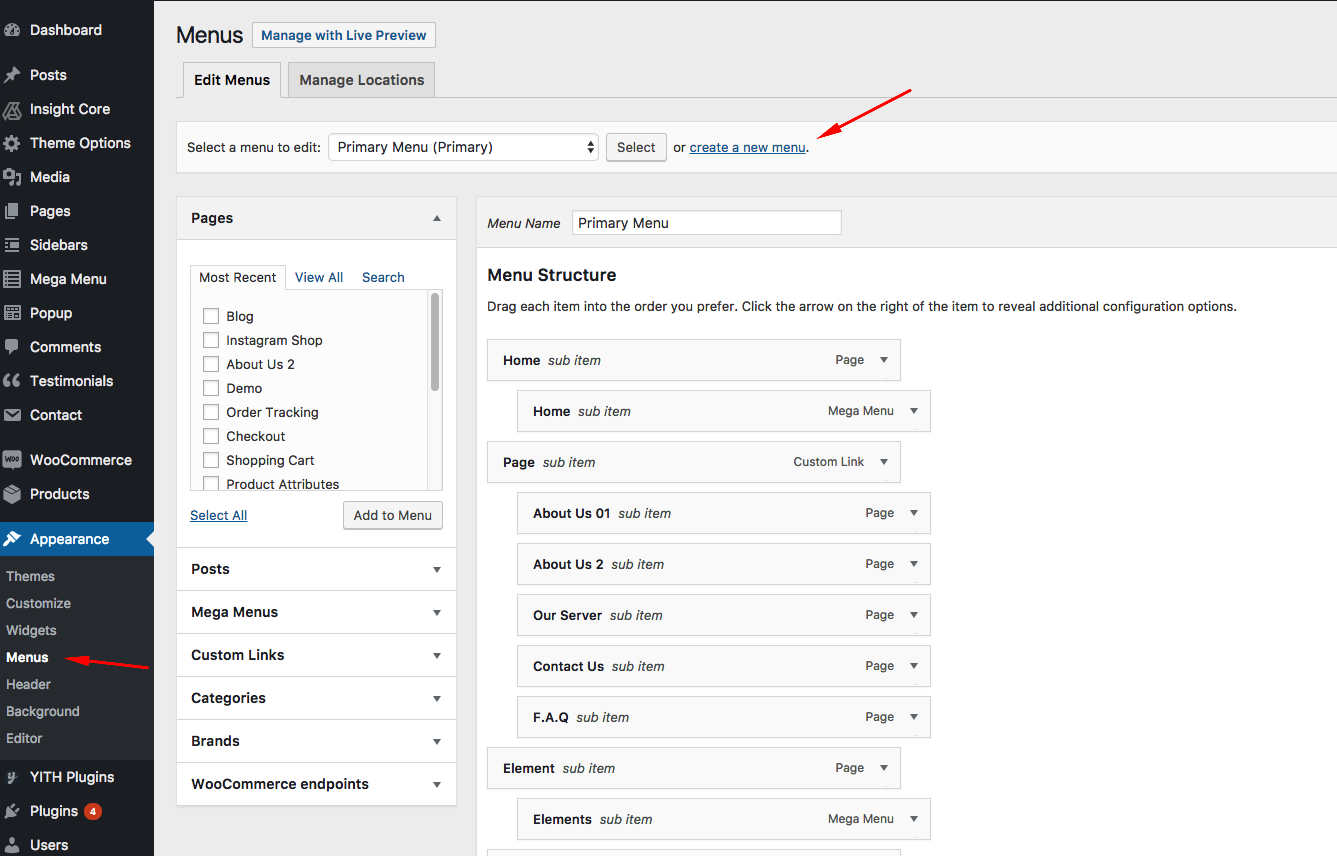 Dashboard
Posts
Insight Core
Theme Options
Media
Pages
Sidebars
Mega Menu
Popup
Comments
Testimonials
Contact
WOO WooCommerce
Products
Appearance
Themes
Customize
Widgets
Menus
Header
Background
Editor
YITH Plugins
Plugins 4
Users
Menus Manage with Live Preview
Edit Menus Manage Locations
Select a menu to edit: Primary Menu (Primary) Select or create a new menu.
Pages
Most Recent View All Search
Blog
Instagram Shop
About Us 2
Demo
Order Tracking
Checkout
Shopping Cart
Product Attributes
Select All Add to Menu
Posts
Mega Menus
Custom Links
Categories
Brands
WooCommerce endpoints
Menu Name Primary Menu
Menu Structure
Drag each item into the order you prefer. Click the arrow on the right of the item to reveal additional configuration options.
Home sub item Page
Home sub item Mega Menu
Page sub item Custom Link
About Us 01 sub item Page
About Us 2 sub item Page
Our Server sub item Page
Contact Us sub item Page
F.A.Q sub item Page
Element sub item Page
Elements sub item Mega Menu